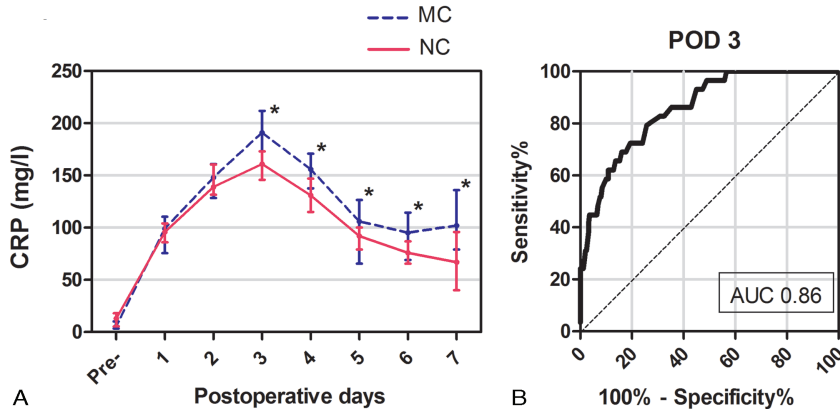 MC
NC
CRP (mg/l)
250
200
150
100
50
0
*
*
*
*
*
Pre-
1
2
3
4
5
6
7
Postoperative days
A
POD 3
Sensitivity%
100
80
60
40
20
0
AUC 0.86
0
20
40
60
80
100
100% - Specificity%
B